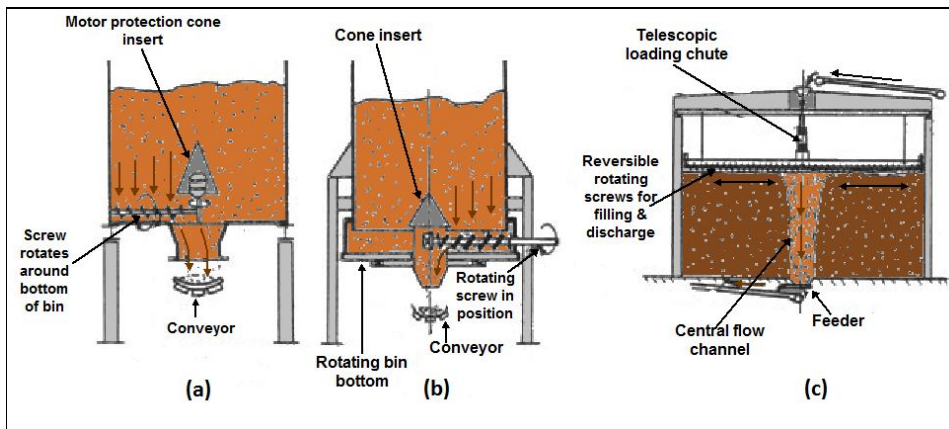 Motor protection cone
insert
Screw
rotates
around
bottom
of bin
Conveyor
(a)
Cone insert
Rotating
screw in
position
Conveyor
Rotating bin
bottom
(b)
Telescopic
loading chute
Reversible
rotating
screws for
filling &
discharge
Central flow
channel
Feeder
(c)